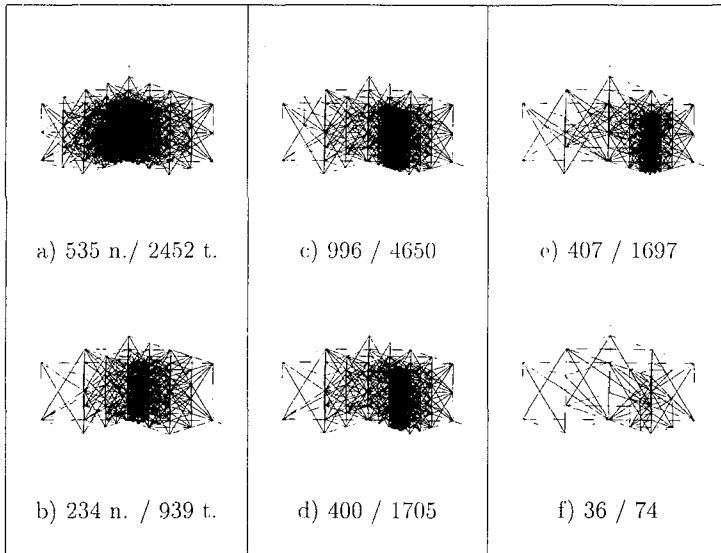 a) 535 n./ 2452 t.
c) 996 / 4650
e) 407 / 1697
b) 234 n. / 939 t.
d) 400 / 1705
f) 36 / 74